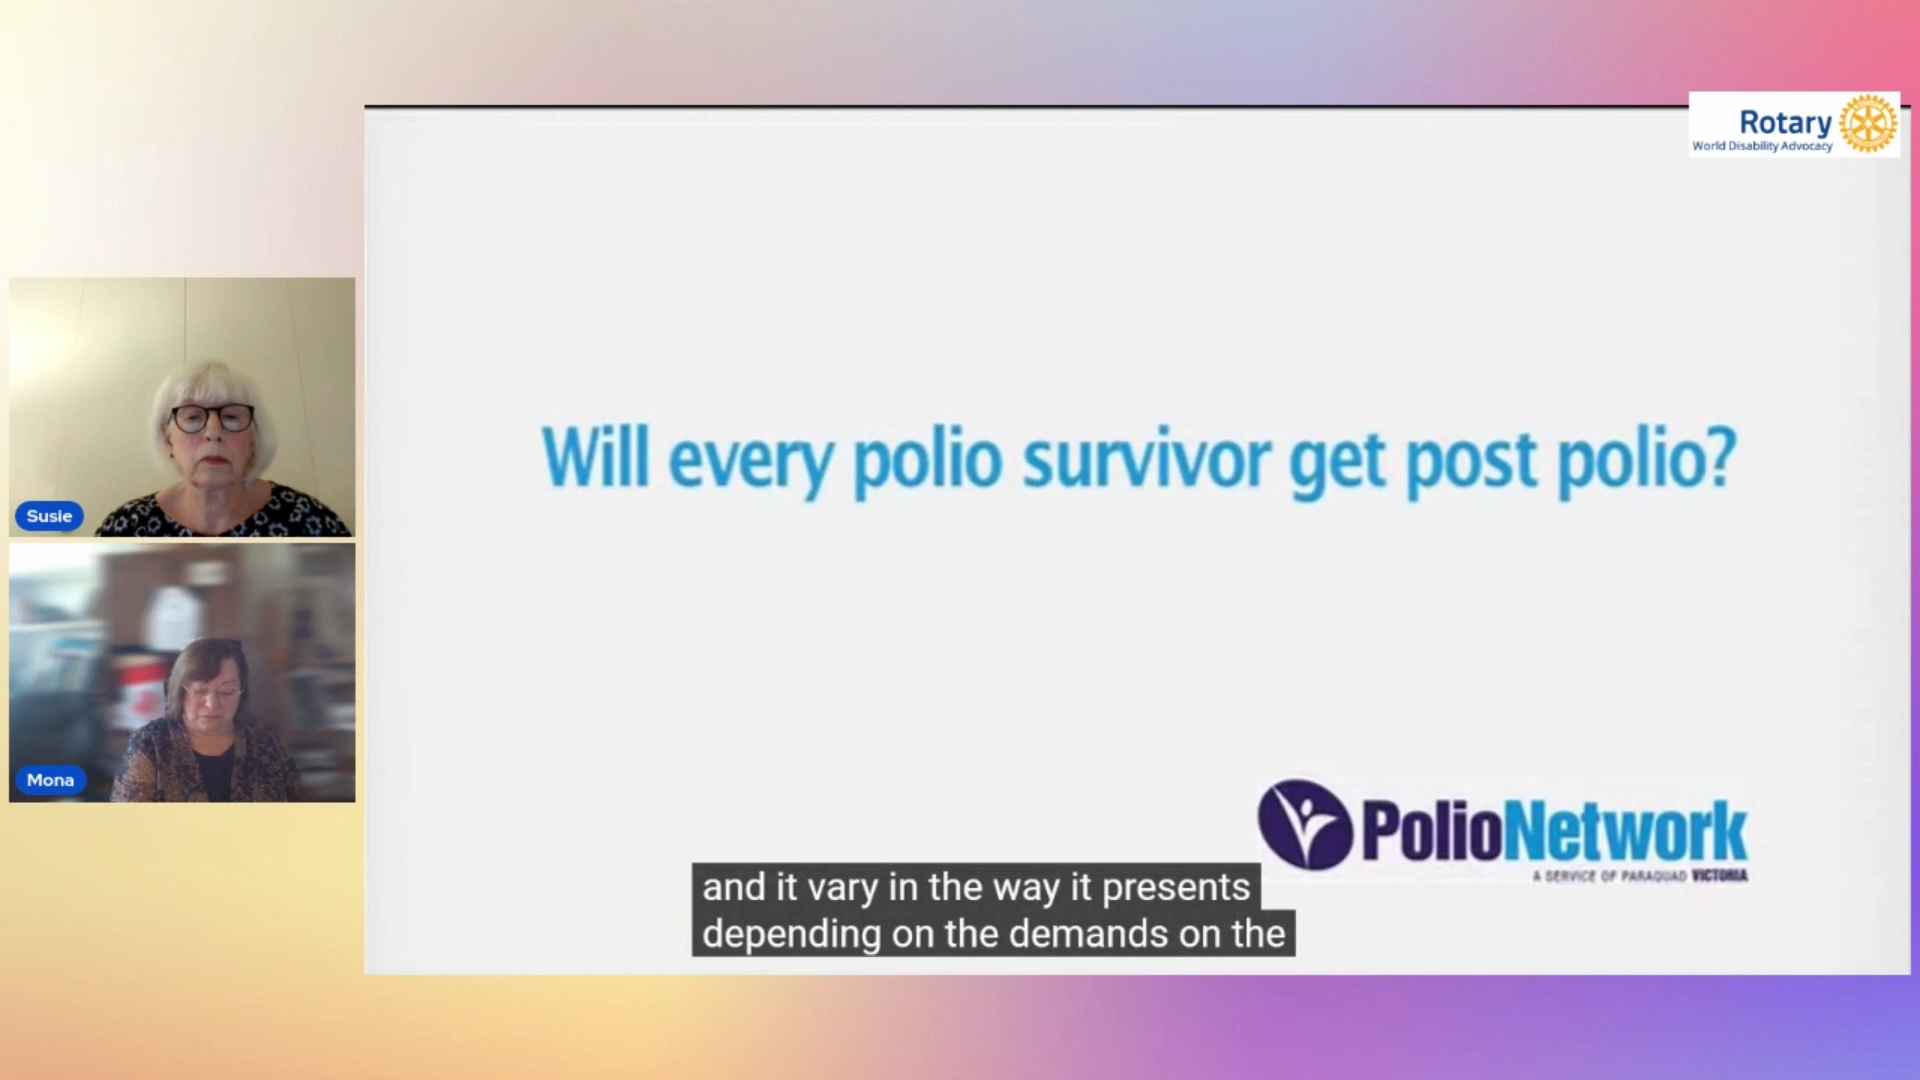 Rotary
World Disability Advocacy
Susie
Mona
Will every polio survivor get post polio?
PolioNetwork
A SERVICE OF PARAQUAD VICTORIA
and it vary in the way it presents
depending on the demands on the